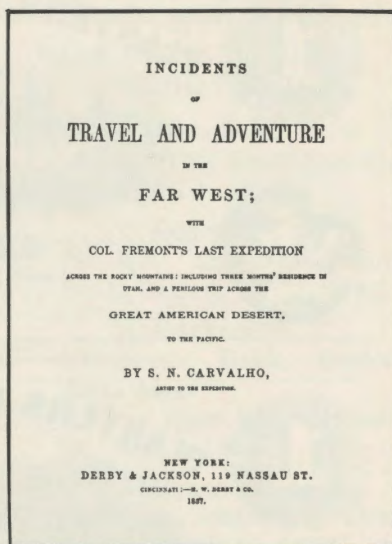 INCIDENTS
OF
TRAVEL AND ADVENTURE
IN THE
FAR WEST;
WITH
COL. FREMONT'S LAST EXPEDITION
ACROSS THE ROCKY MOUNTAINS: INCLUDING THREE MONTHS' RESIDENCE IN
UTAH, AND A PERILOUS TRIP ACROSS THE
GREAT AMERICAN DESERT,
TO THE PACIFIC.
BY S. N. CARVALHO,
ARTIST TO THE EXPEDITION.
NEW YORK:
DERBY & JACKSON, 119 NASSAU ST.
CINCINNATI:—H. W. DERBY & CO.
1857.